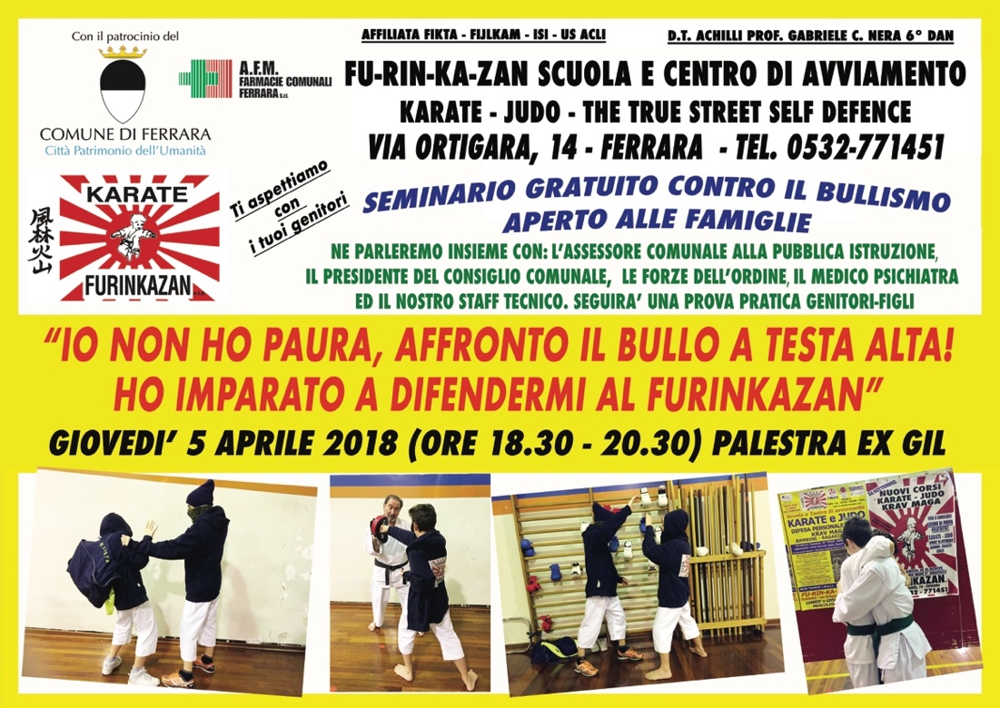 Con il patrocinio del
COMUNE DI FERRARA
Città Patrimonio dell'Umanità
A.F.M.
FARMACIE COMUNALI
FERRARA s.r.l.
AFFILIATA FIKTA - FIJLKAM - ISI - US ACLI
D.T. ACHILLI PROF. GABRIELE C. NERA 6° DAN
FU-RIN-KA-ZAN SCUOLA E CENTRO DI AVVIAMENTO
KARATE - JUDO - THE TRUE STREET SELF DEFENCE
VIA ORTIGARA, 14 - FERRARA - TEL. 0532-771451
風林火山
KARATE
FURINKAZAN
Ti aspettiamo
con
i tuoi genitori
SEMINARIO GRATUITO CONTRO IL BULLISMO
APERTO ALLE FAMIGLIE
NE PARLEREMO INSIEME CON: L'ASSESSORE COMUNALE ALLA PUBBLICA ISTRUZIONE,
IL PRESIDENTE DEL CONSIGLIO COMUNALE, LE FORZE DELL'ORDINE, IL MEDICO PSICHIATRA
ED IL NOSTRO STAFF TECNICO. SEGUIRA' UNA PROVA PRATICA GENITORI-FIGLI
"IO NON HO PAURA, AFFRONTO IL BULLO A TESTA ALTA!
HO IMPARATO A DIFENDERMI AL FURINKAZAN"
GIOVEDI' 5 APRILE 2018 (ORE 18.30 - 20.30) PALESTRA EX GIL
KARATE e JUDO
DIFESA PERSONALE
KRAV MAGA
FU-RIN-KA-
NUOVI CORSI
KARATE - JUDO
KRAV MAGA
KARATE - JUDO
KAZAN